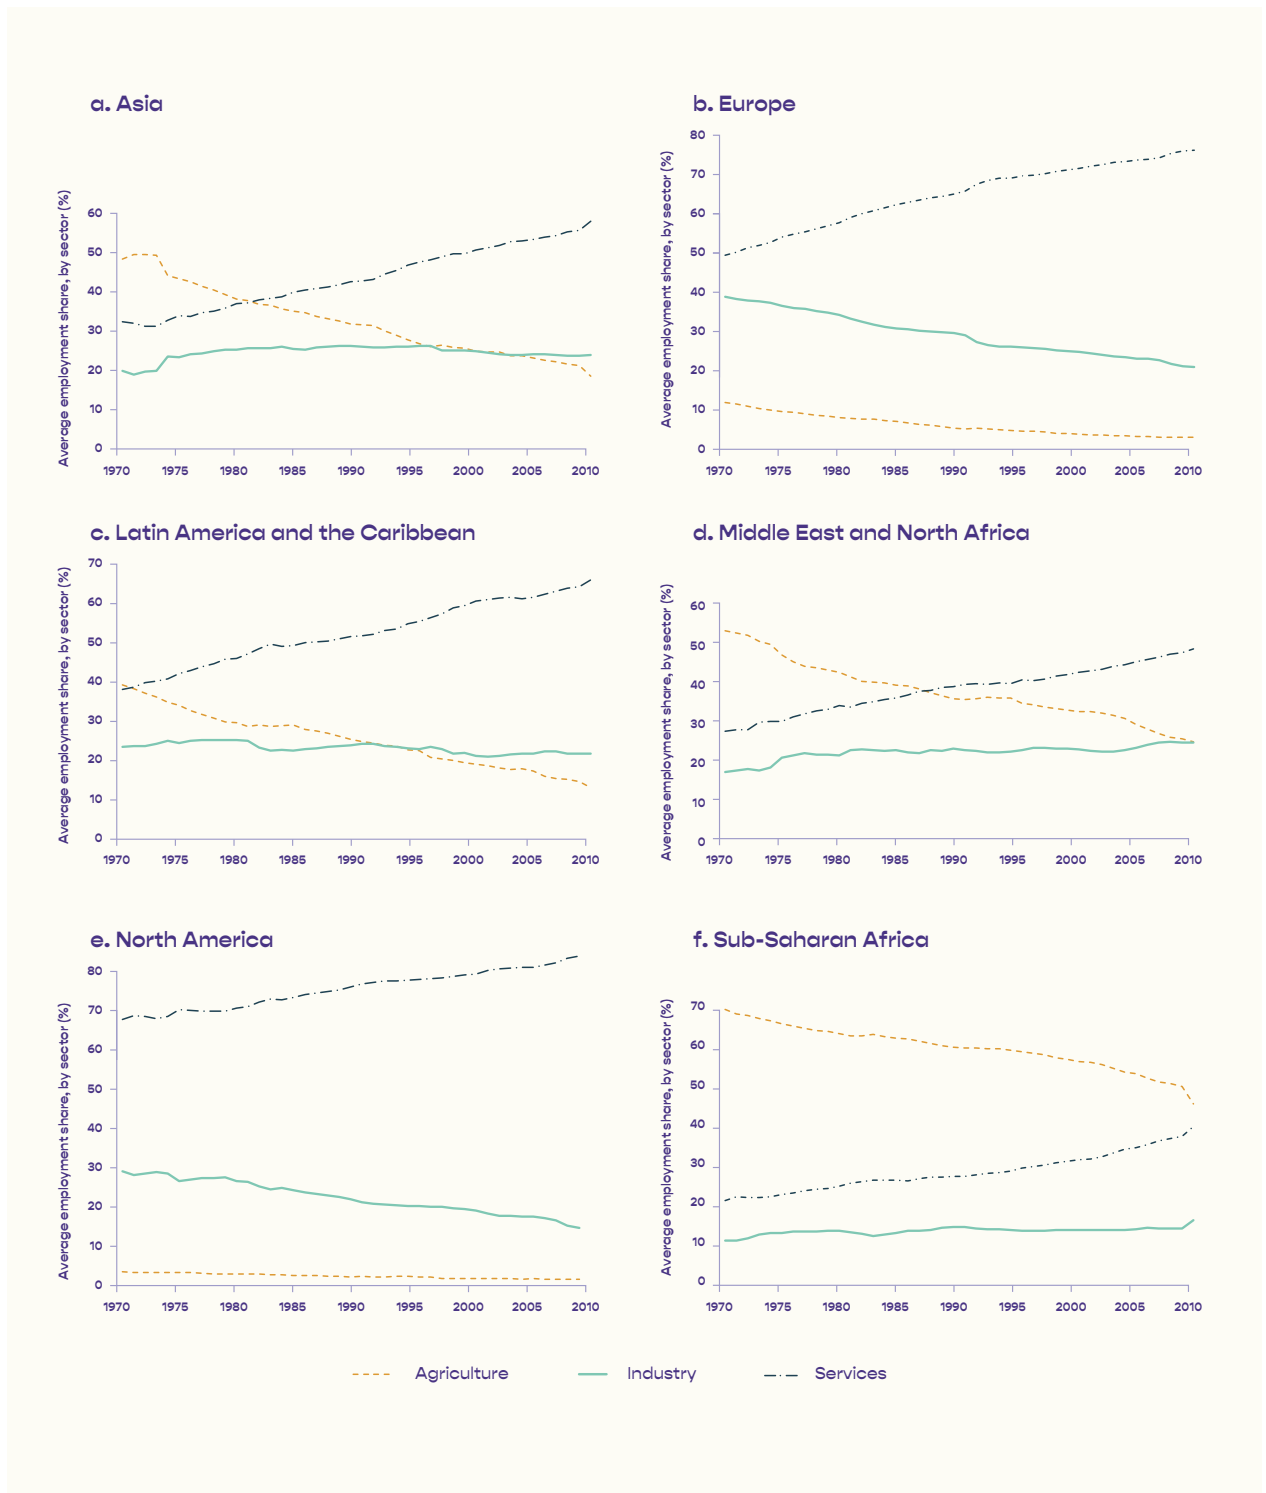 a. Asia
Average employment share, by sector (%)
60
50
40
30
20
10
0
1970 1975 1980 1985 1990 1995 2000 2005 2010
b. Europe
Average employment share, by sector (%)
80
70
60
50
40
30
20
10
0
1970 1975 1980 1985 1990 1995 2000 2005 2010
c. Latin America and the Caribbean
Average employment share, by sector (%)
70
60
50
40
30
20
10
0
1970 1975 1980 1985 1990 1995 2000 2005 2010
d. Middle East and North Africa
Average employment share, by sector (%)
60
50
40
30
20
10
0
1970 1975 1980 1985 1990 1995 2000 2005 2010
e. North America
Average employment share, by sector (%)
80
70
60
50
40
30
20
10
0
1970 1975 1980 1985 1990 1995 2000 2005 2010
f. Sub-Saharan Africa
Average employment share, by sector (%)
70
60
50
40
30
20
10
0
1970 1975 1980 1985 1990 1995 2000 2005 2010
Agriculture Industry Services